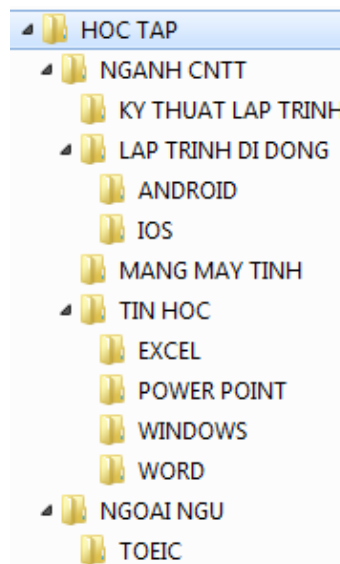 HOC TAP
NGANH CNTT
KY THUAT LAP TRINH
LAP TRINH DI DONG
ANDROID
IOS
MANG MAY TINH
TIN HOC
EXCEL
POWER POINT
WINDOWS
WORD
NGOAI NGU
TOEIC